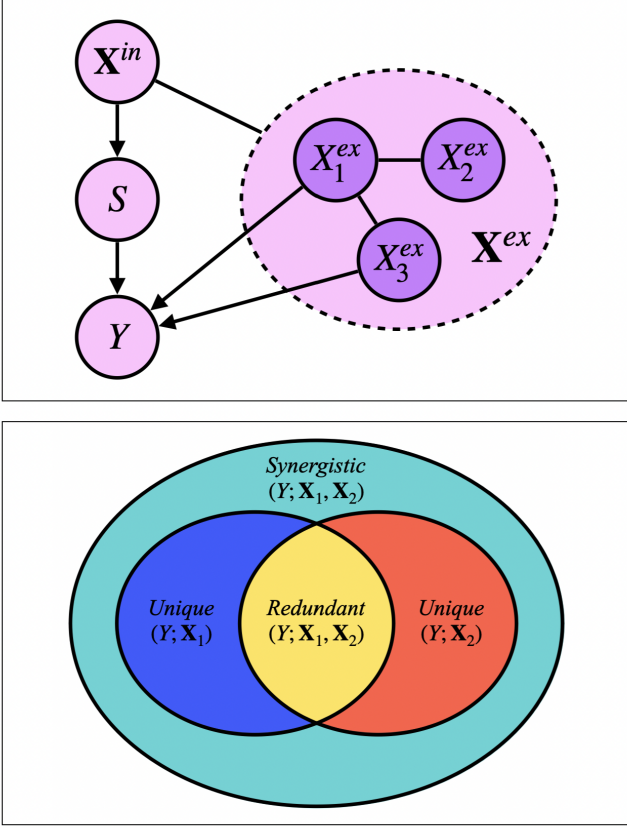 𝐗^{in}
X_1^{ex}
X_2^{ex}
S
X_3^{ex}
𝐗^{ex}
Y
Synergistic
(Y; 𝐗_1, 𝐗_2)
Unique
(Y; 𝐗_1)
Redundant
(Y; 𝐗_1, 𝐗_2)
Unique
(Y; 𝐗_2)